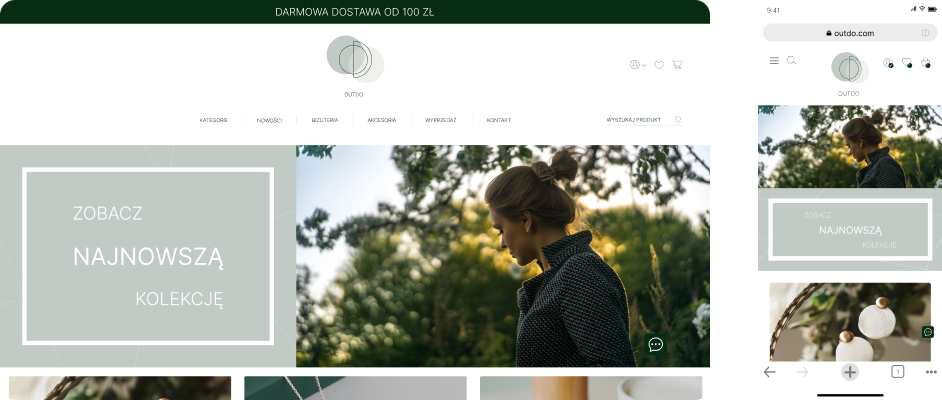 DARMOWA DOSTAWA OD 100 ZŁ
OUTDO
KATEGORIE
NOWOŚCI
BIŻUTERIA
AKCESORIA
WYPRZEDAŻ
KONTAKT
WYSZUKAJ PRODUKT
ZOBACZ
NAJNOWSZĄ
KOLEKCJĘ
9:41
outdo.com
OUTDO
ZOBACZ
NAJNOWSZĄ
KOLEKCJĘ
1